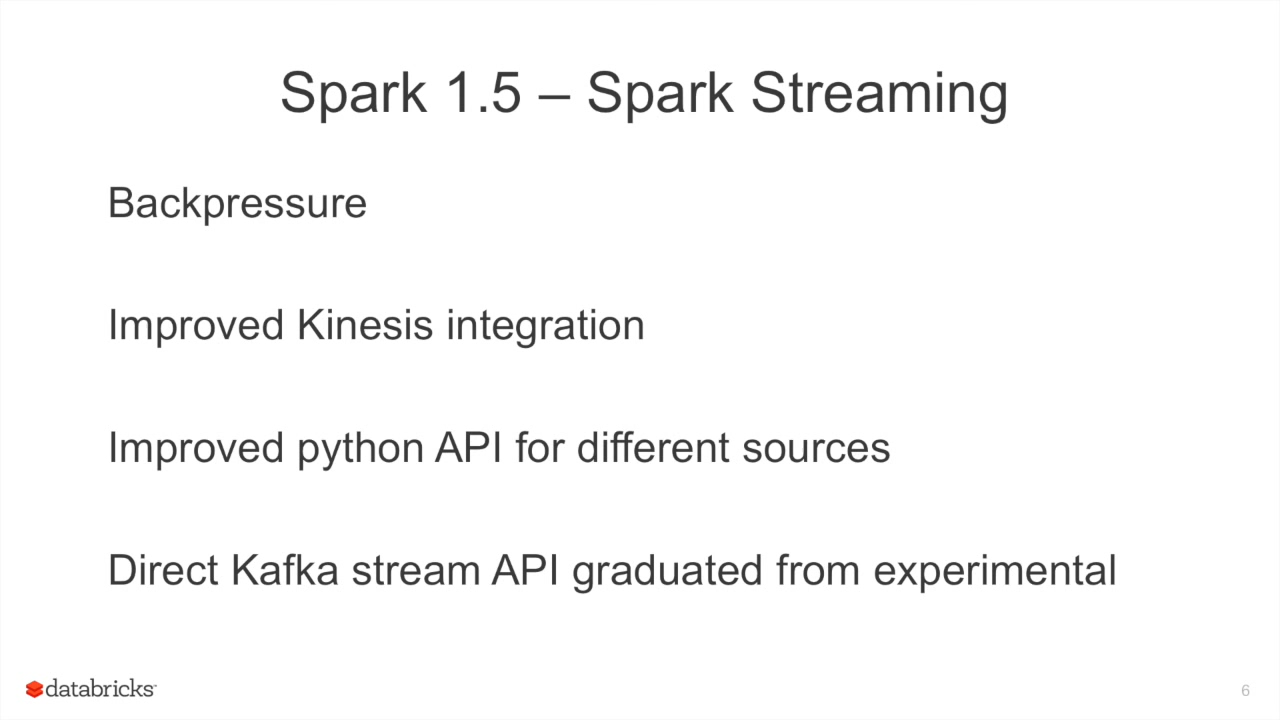 Spark 1.5 – Spark Streaming
Backpressure
Improved Kinesis integration
Improved python API for different sources
Direct Kafka stream API graduated from experimental
databricks
6